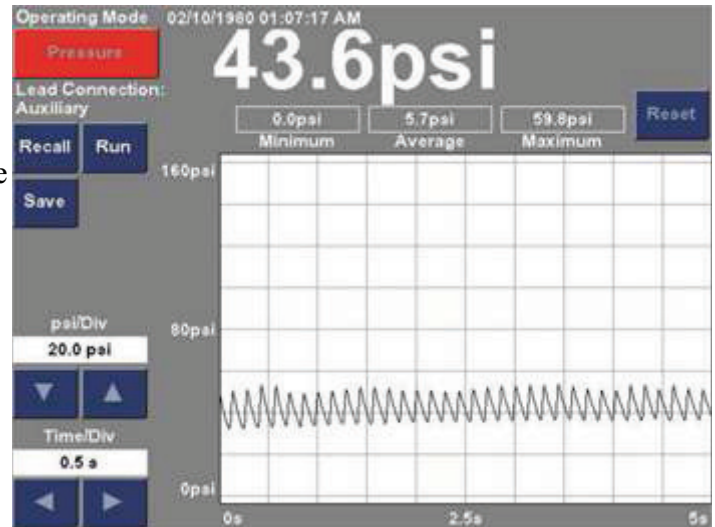 Operating Mode 02/10/1980 01:07:17 AM
Pressure
43.6psi
Lead Connection:
Auxiliary
0.0psi 5.7psi 59.8psi Reset
Minimum Average Maximum
Recall Run
160psi
e
Save
psi/Div
80psi
20.0 psi
Time/Div
0.5 s
0psi
0s 2.5s 5s